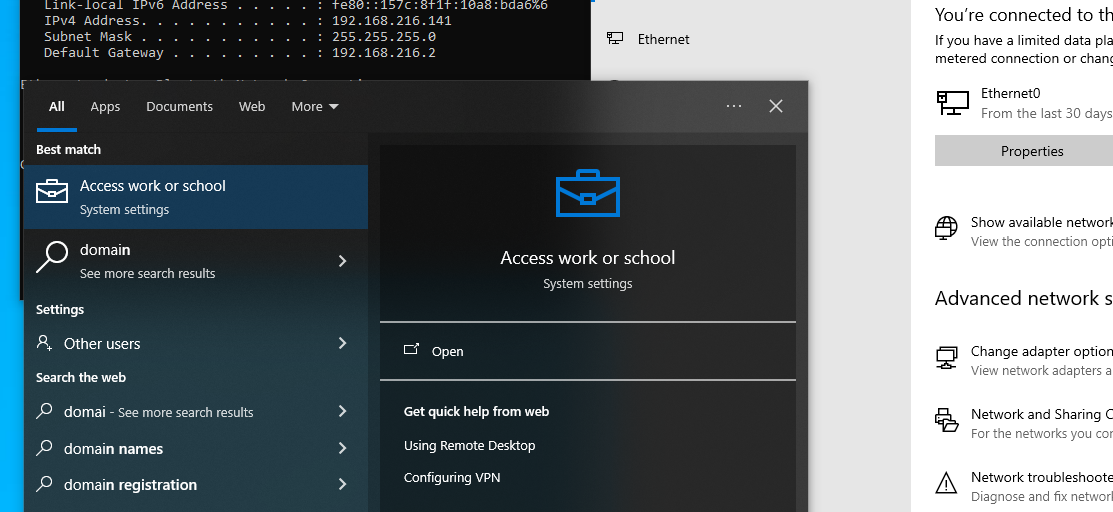 Link-local IPv6 Address . . . . . : fe80::157c:8f1f:10a8:bda6%6
IPv4 Address. . . . . . . . . . . : 192.168.216.141
Subnet Mask . . . . . . . . . . . : 255.255.255.0
Default Gateway . . . . . . . . . : 192.168.216.2
All Apps Documents Web More
Best match
Access work or school
System settings
domain
See more search results
Settings
Other users
Search the web
domai - See more search results
domain names
domain registration
Access work or school
System settings
Open
Get quick help from web
Using Remote Desktop
Configuring VPN
Ethernet
You're connected to th
If you have a limited data pla
metered connection or chang
Ethernet0
From the last 30 days
Properties
Show available network
View the connection opti
Advanced network s
Change adapter option
View network adapters a
Network and Sharing C
For the networks you con
Network troubleshoote
Diagnose and fix network